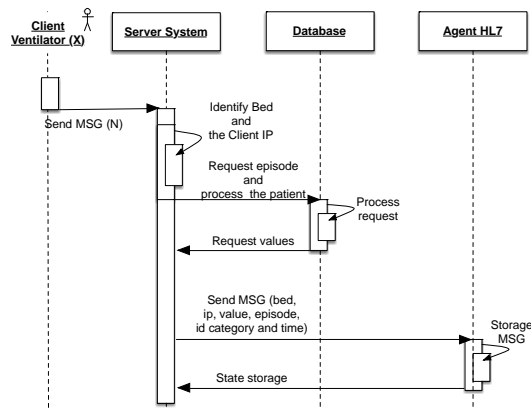 Client
Ventilator (X)
Server System
Database
Agent HL7
Send MSG (N)
Identify Bed
and
the Client IP
Request episode
and
process the patient
Process
request
Request values
Send MSG (bed,
ip, value, episode,
id category and time)
Storage
MSG
State storage